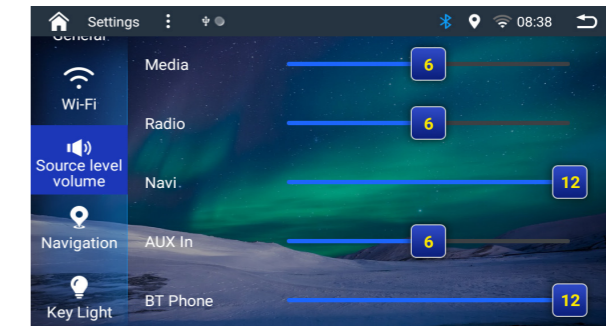 Settings
08:38
General
Wi-Fi
Source level
volume
Navigation
Key Light
Media
6
Radio
6
Navi
12
AUX In
6
BT Phone
12